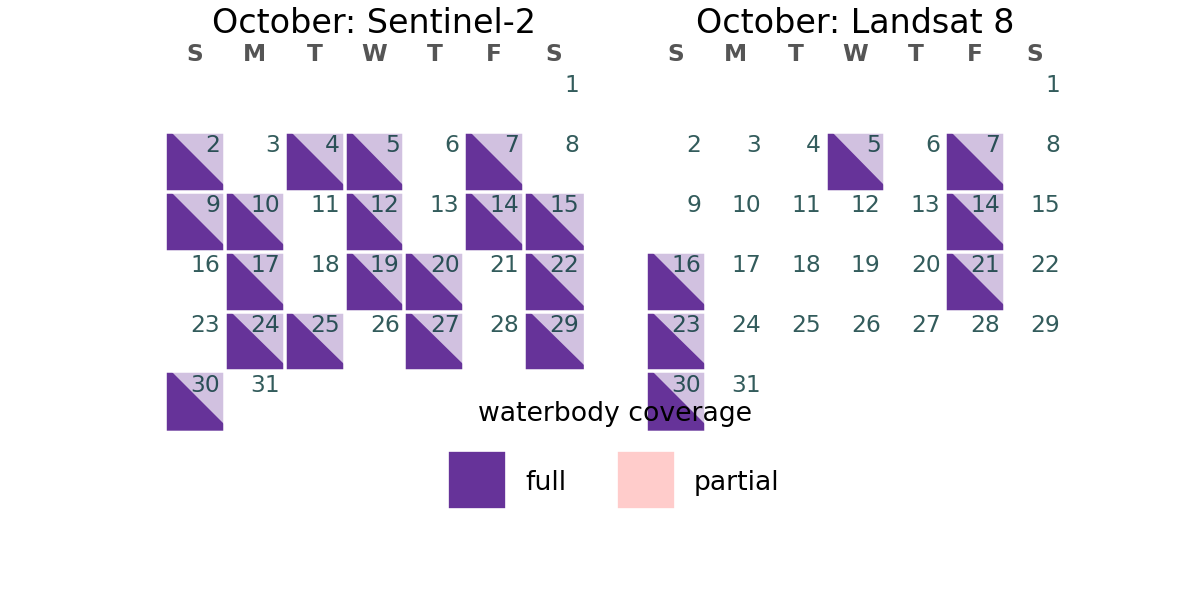 October: Sentinel-2
S M T W T F S
1
2 3 4 5 6 7 8
9 10 11 12 13 14 15
16 17 18 19 20 21 22
23 24 25 26 27 28 29
30 31
October: Landsat 8
S M T W T F S
1
2 3 4 5 6 7 8
9 10 11 12 13 14 15
16 17 18 19 20 21 22
23 24 25 26 27 28 29
30 31
waterbody coverage
full partial